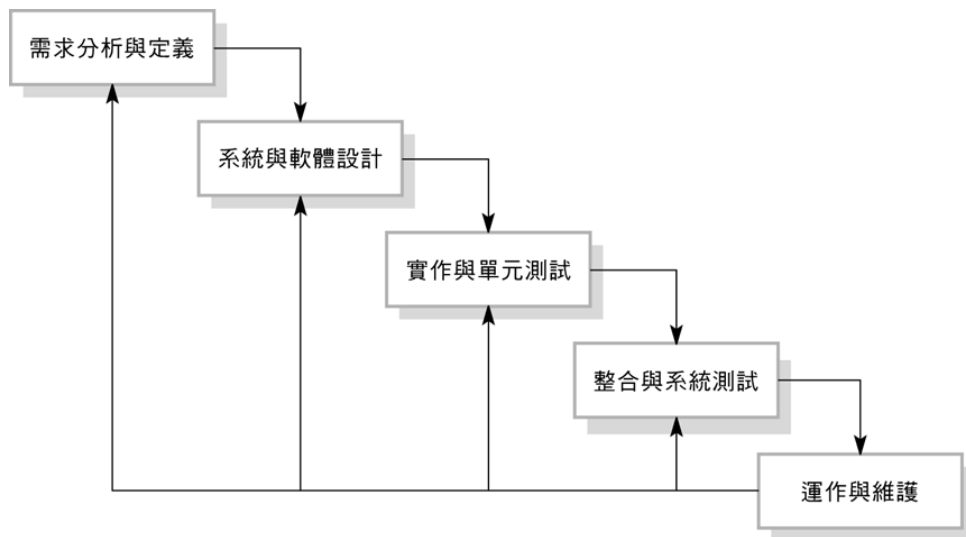 需求分析與定義
系統與軟體設計
實作與單元測試
整合與系統測試
運作與維護